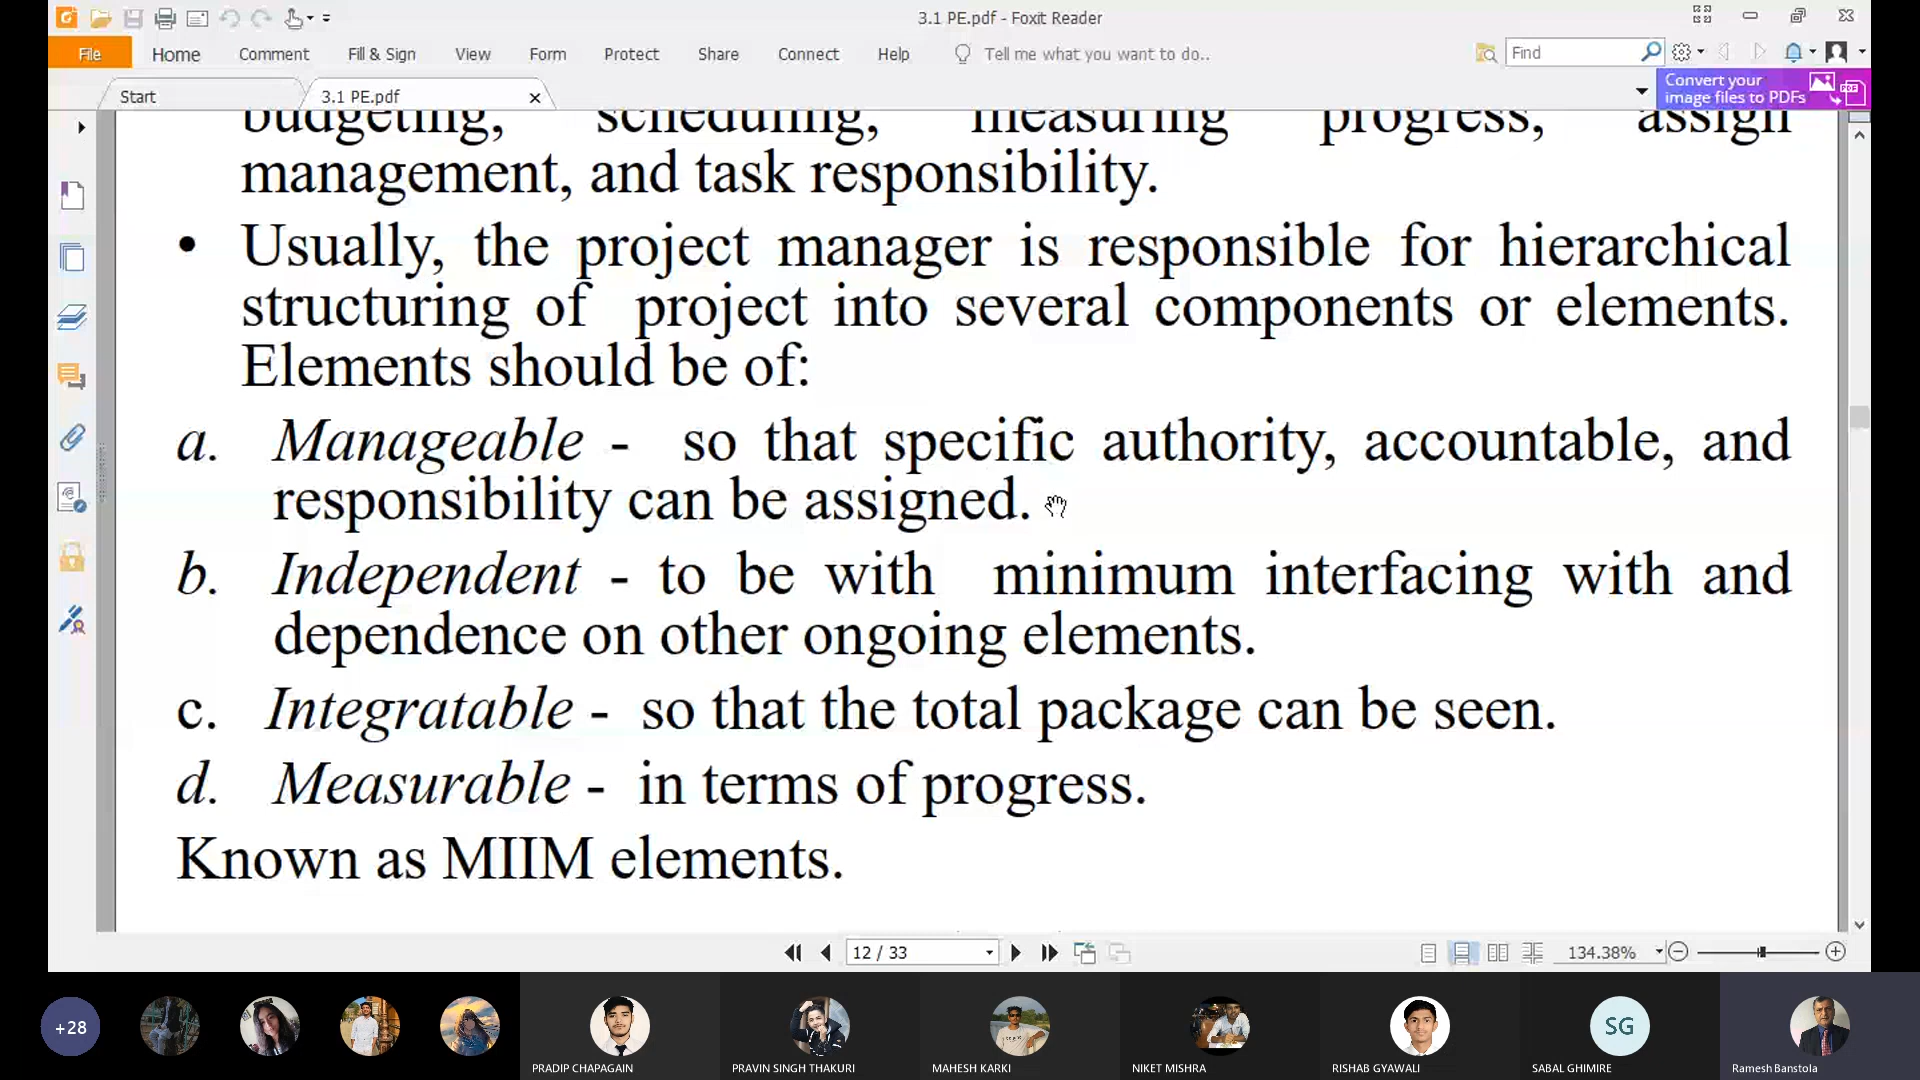 3.1 PE.pdf - Foxit Reader
File Home Comment Fill & Sign View Form Protect Share Connect Help Tell me what you want to do.. Find
Start 3.1 PE.pdf
Convert your
image files to PDFs
budgeting, scheduling, measuring progress, assign
management, and task responsibility.
• Usually, the project manager is responsible for hierarchical
structuring of project into several components or elements.
Elements should be of:
a. Manageable - so that specific authority, accountable, and
responsibility can be assigned.
b. Independent - to be with minimum interfacing with and
dependence on other ongoing elements.
c. Integratable - so that the total package can be seen.
d. Measurable - in terms of progress.
Known as MIIM elements.
12 / 33 134.38%
+28
SG
PRADIP CHAPAGAIN PRAVIN SINGH THAKURI MAHESH KARKI NIKET MISHRA RISHAB GYAWALI SABAL GHIMIRE Ramesh Banstola